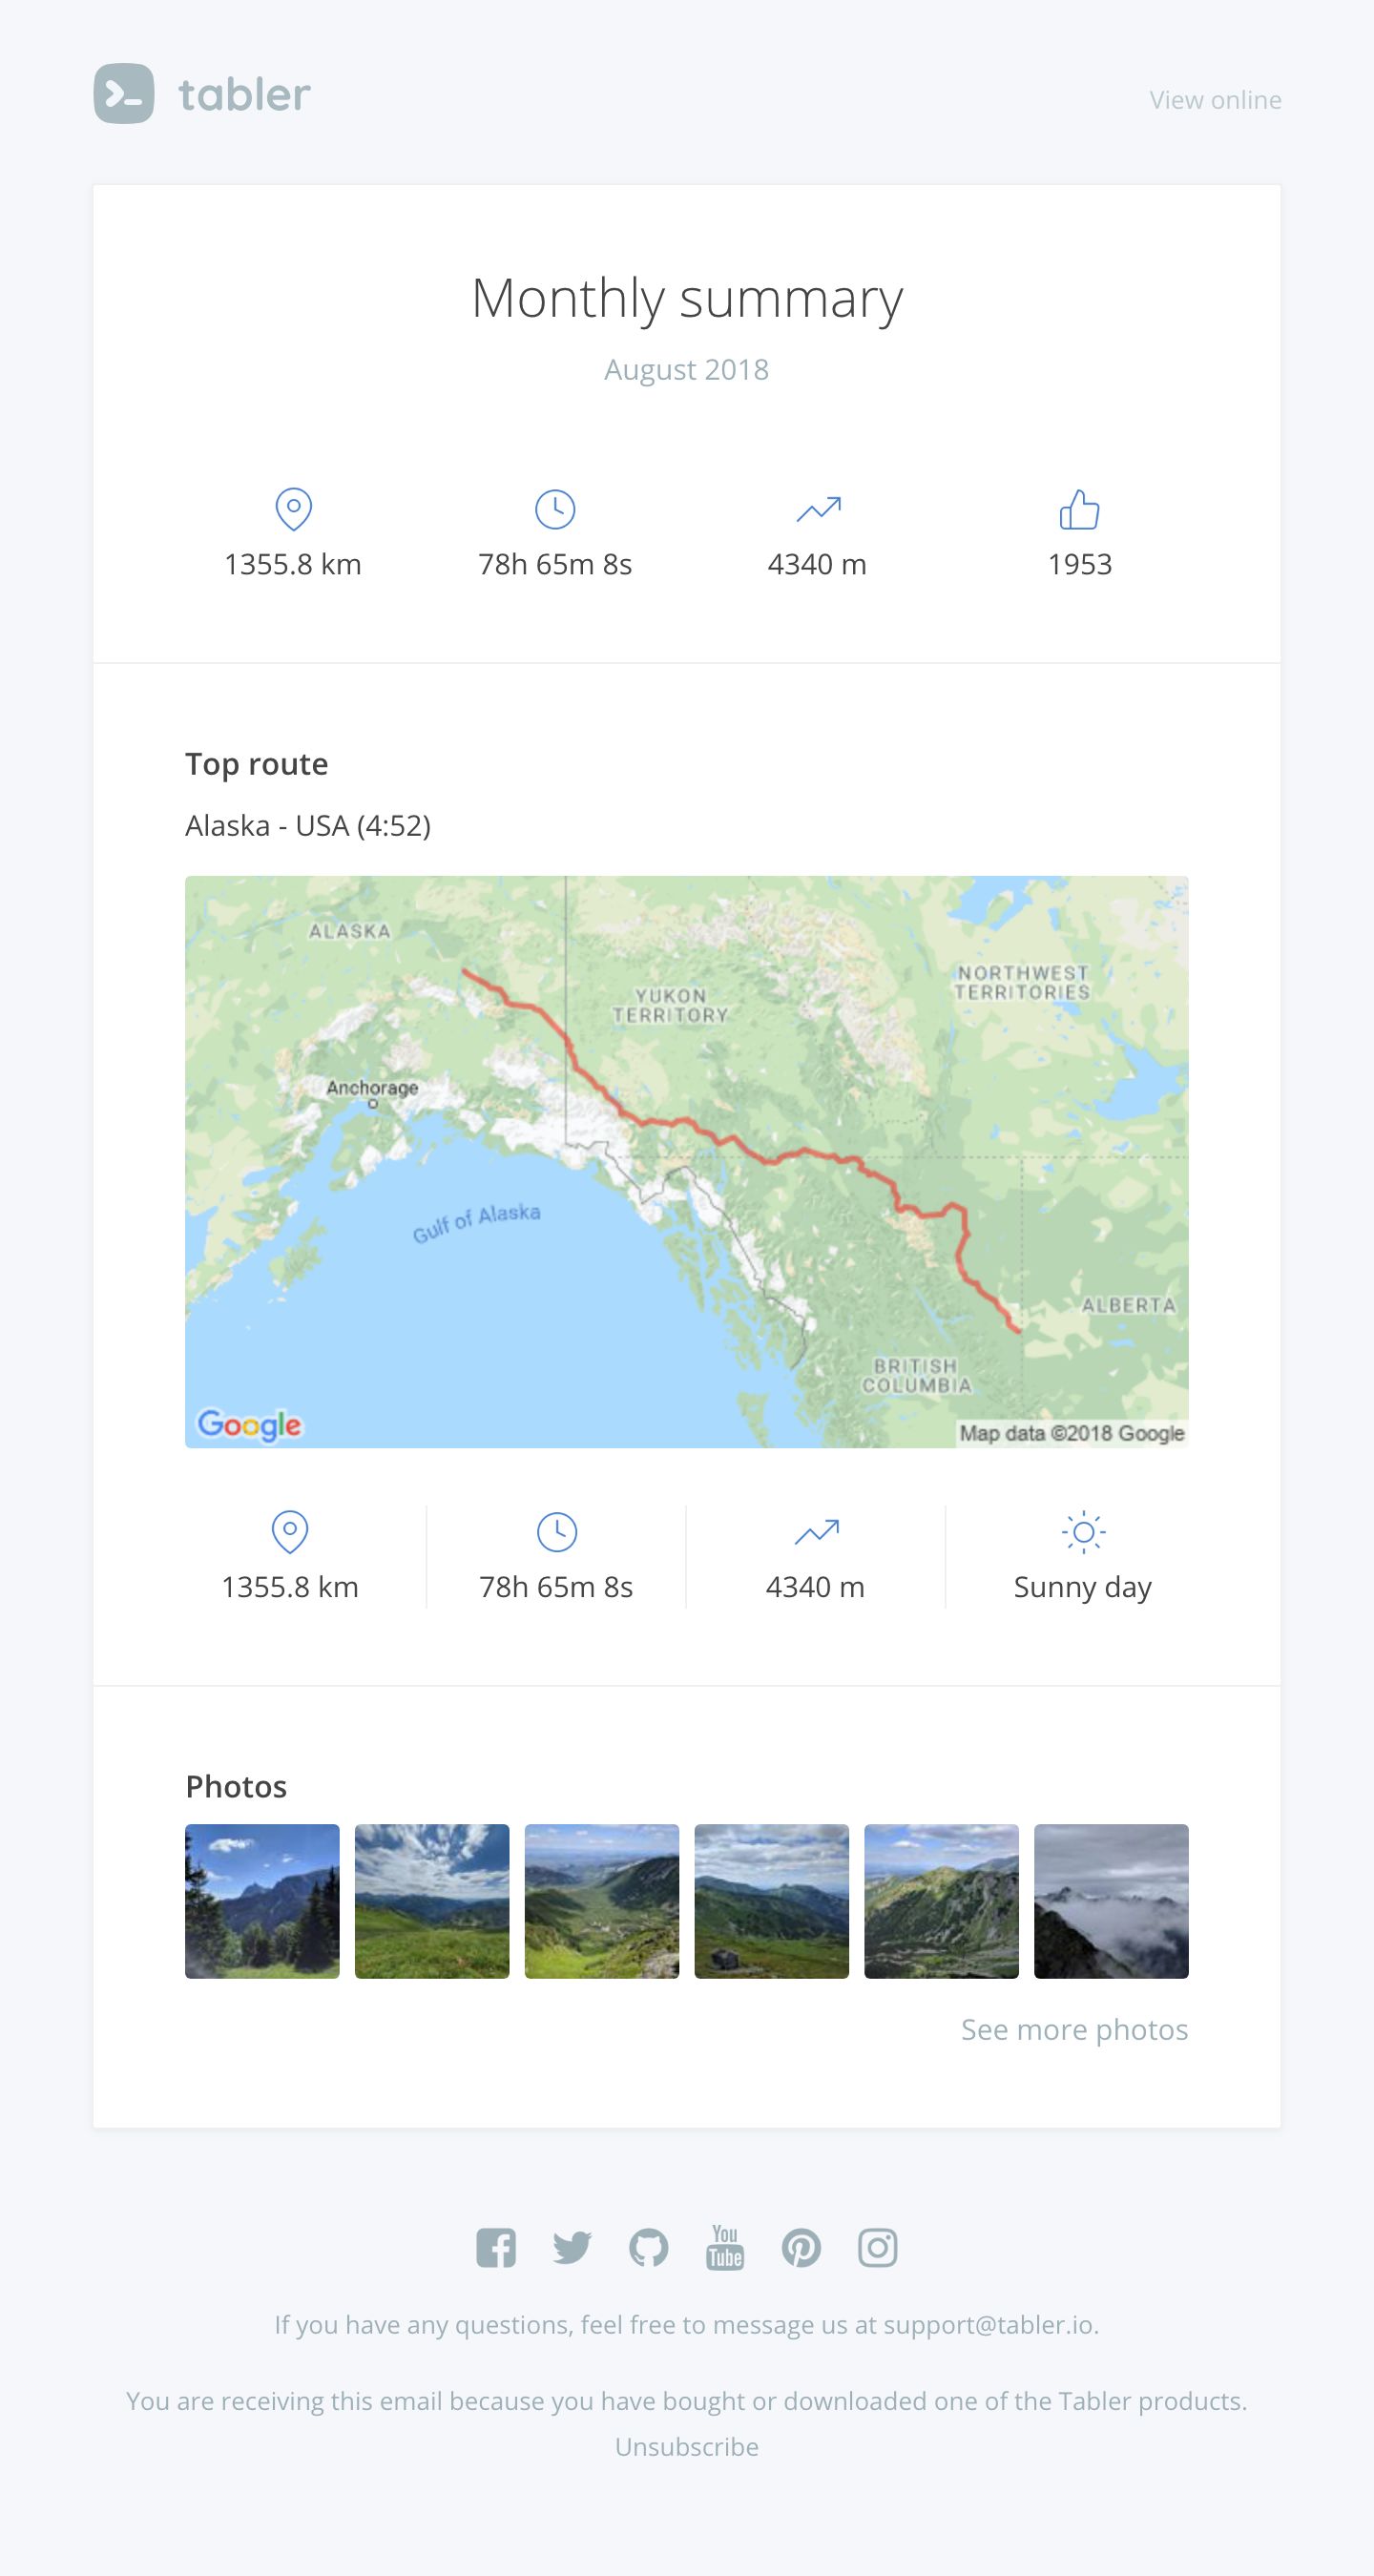 tabler
View online
Monthly summary
August 2018
1355.8 km 78h 65m 8s 4340 m 1953
Top route
Alaska - USA (4:52)
ALASKA
NORTHWEST
TERRITORIES
YUKON
TERRITORY
Anchorage
Gulf of Alaska
ALBERTA
BRITISH
COLUMBIA
Google
Map data ©2018 Google
1355.8 km 78h 65m 8s 4340 m Sunny day
Photos
See more photos
You
Tube
If you have any questions, feel free to message us at support@tabler.io.
You are receiving this email because you have bought or downloaded one of the Tabler products.
Unsubscribe